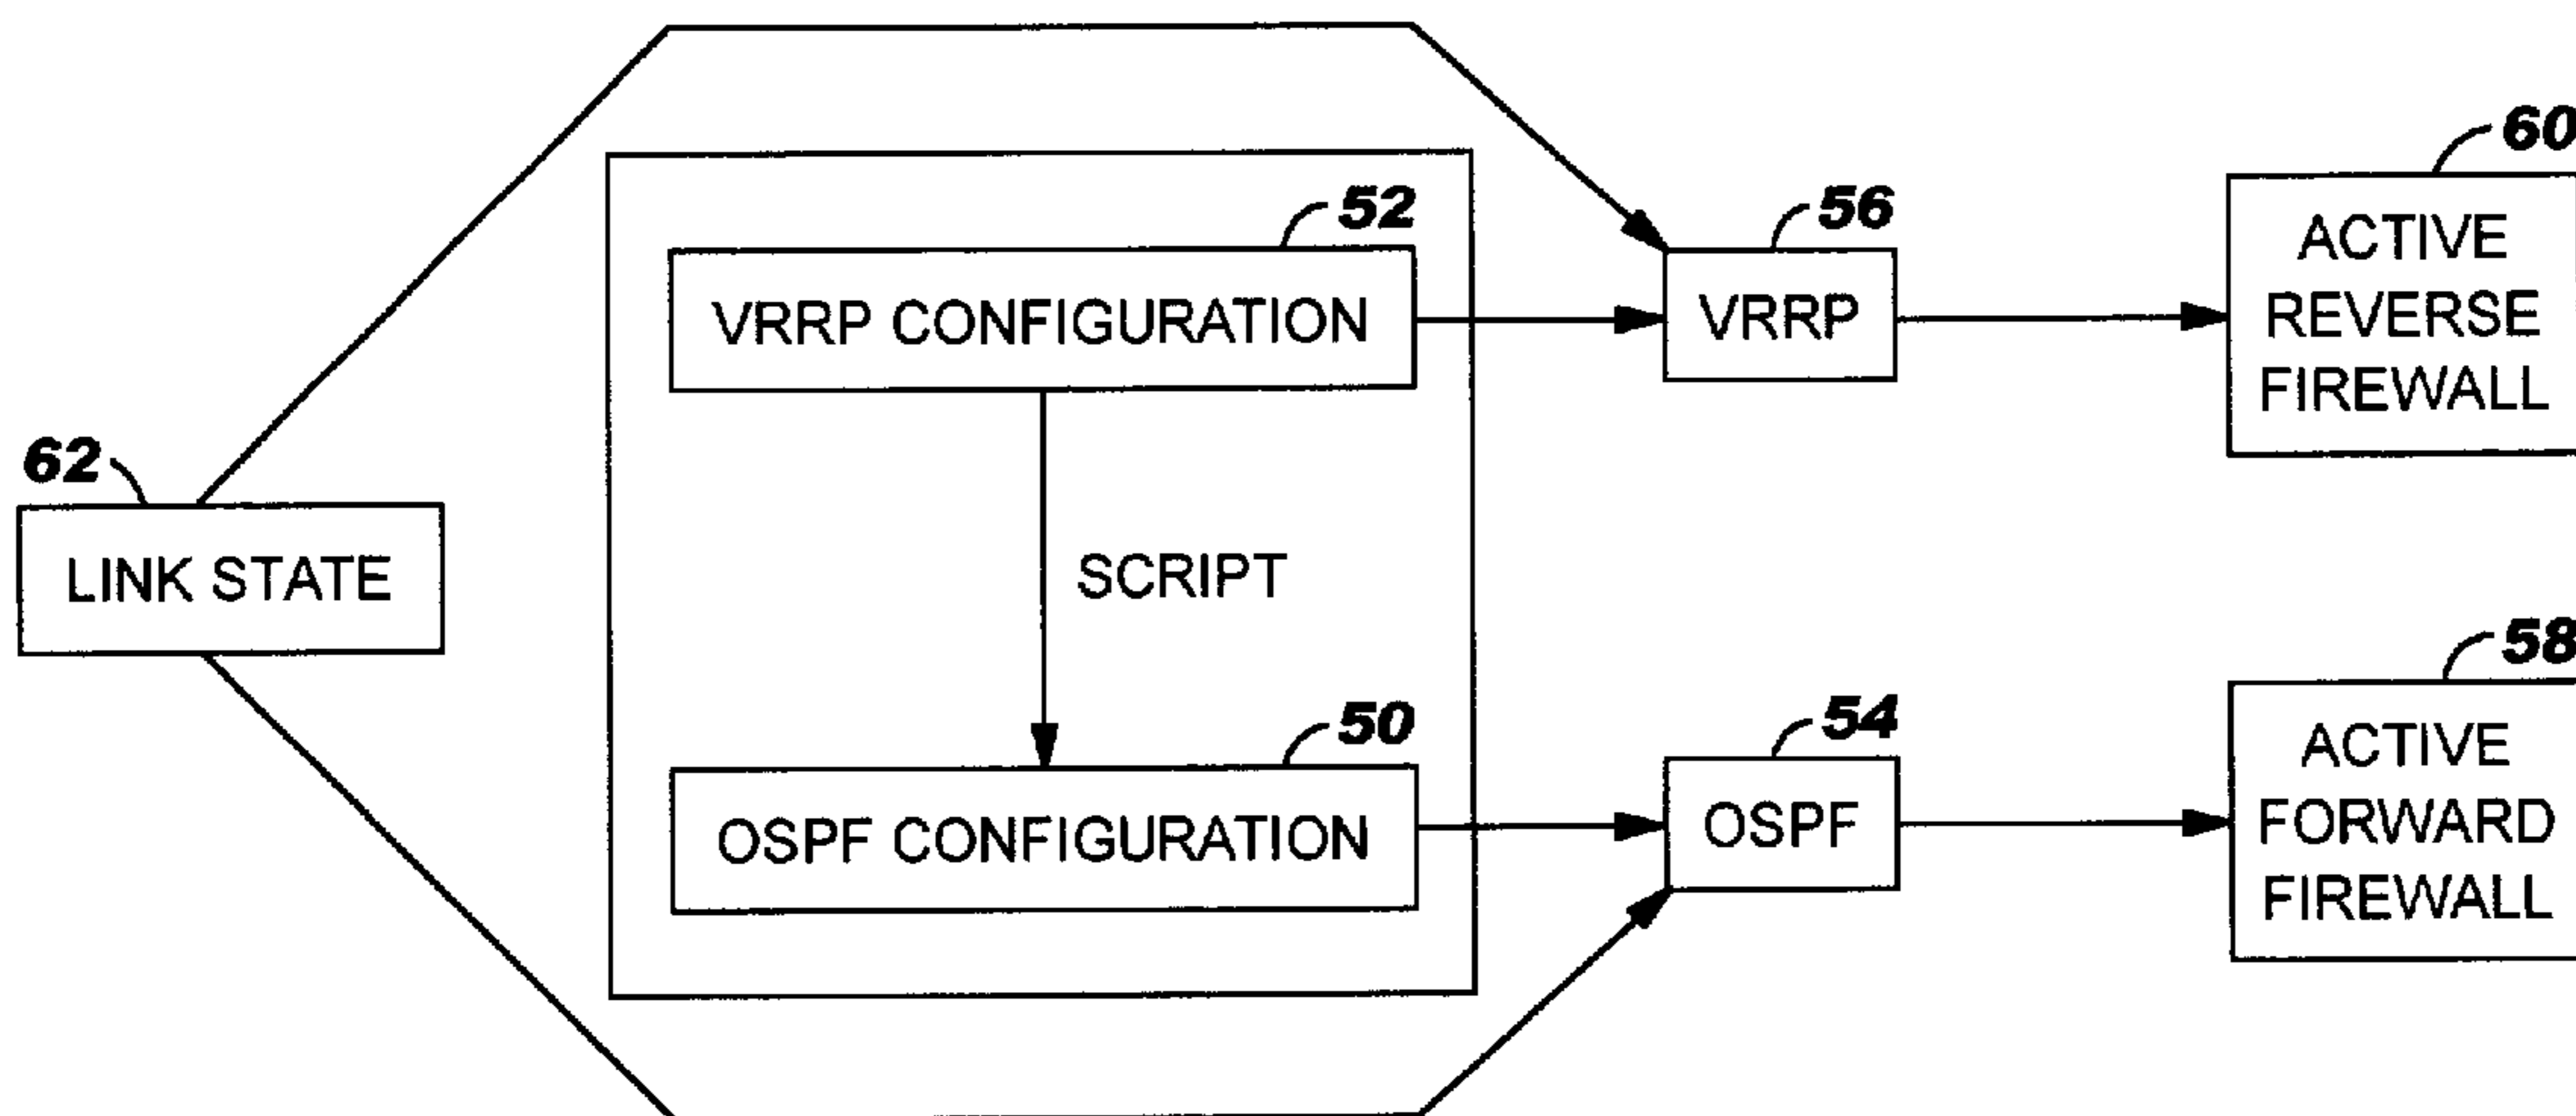 60
52
56
ACTIVE
REVERSE
FIREWALL
VRRP CONFIGURATION
VRRP
62
LINK STATE
SCRIPT
58
50
54
ACTIVE
FORWARD
FIREWALL
OSPF CONFIGURATION
OSPF